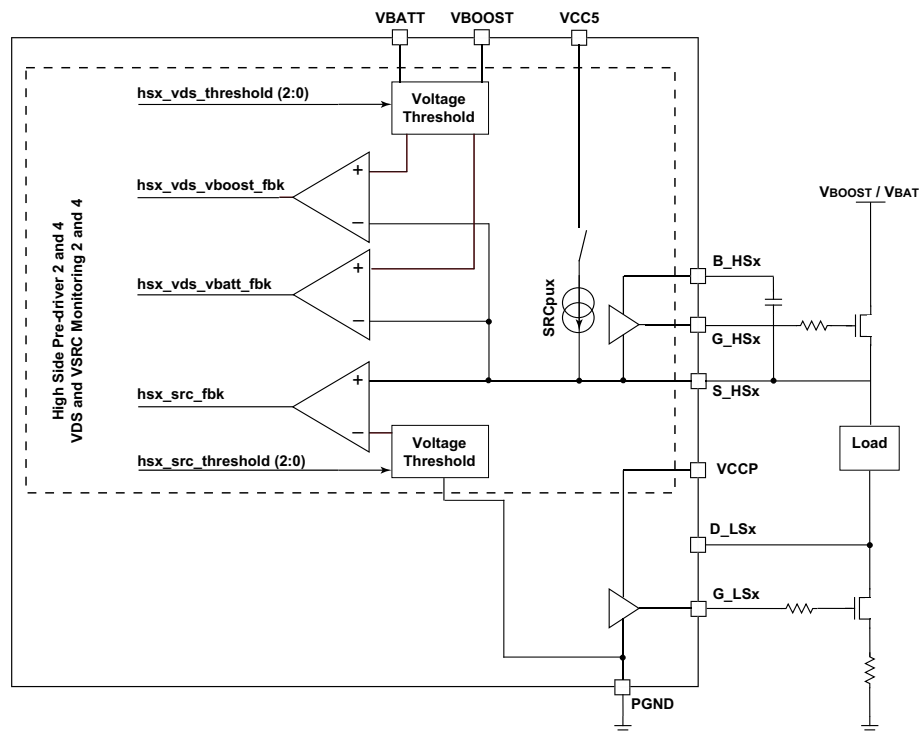 VBATT
VBOOST
VCC5
hsx_vds_threshold (2:0)
Voltage
Threshold
+
hsx_vds_vboost_fbk
–
VBOOST / VBAT
High Side Pre-driver 2 and 4
VDS and VSRC Monitoring 2 and 4
B_HSx
+
hsx_vds_vbatt_fbk
–
SRCpux
G_HSx
+
hsx_src_fbk
–
S_HSx
Voltage
Threshold
hsx_src_threshold (2:0)
Load
VCCP
D_LSx
G_LSx
PGND